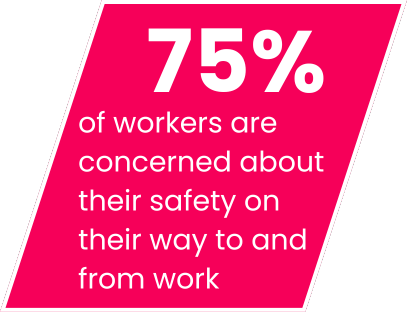 75%
of workers are
concerned about
their safety on
their way to and
from work